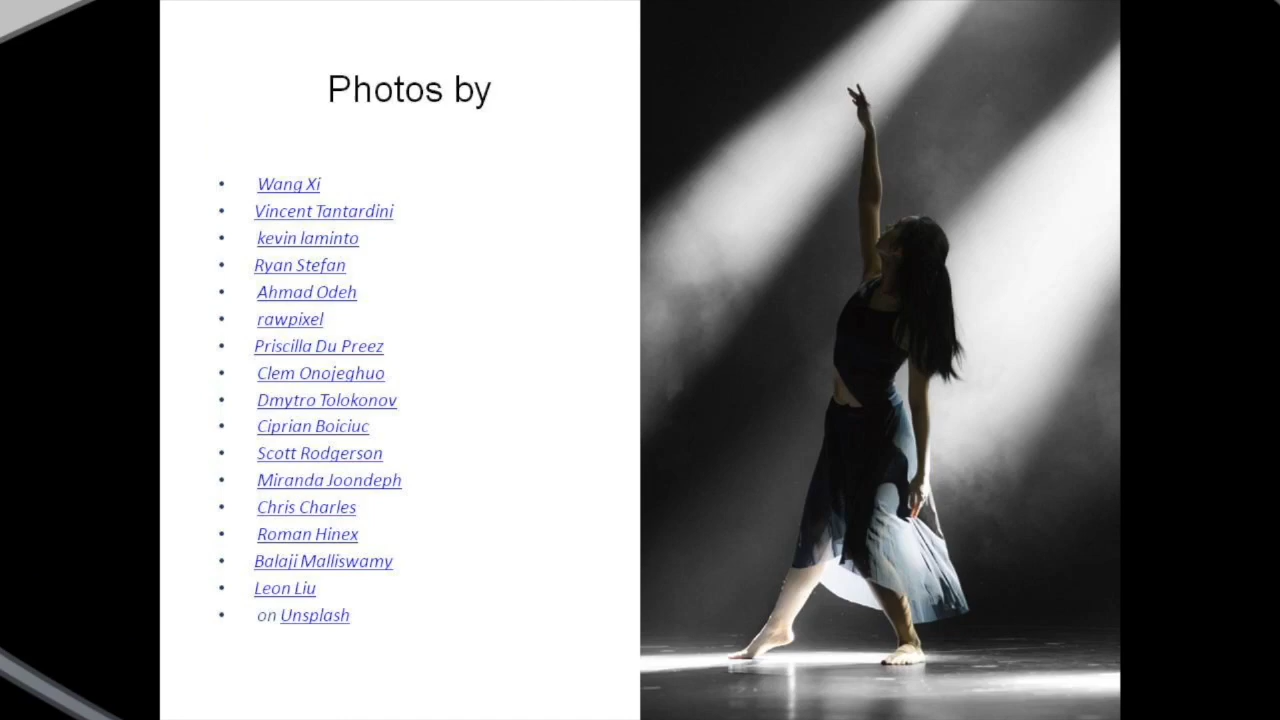 Photos by
• Wang Xi
• Vincent Tantardini
• kevin laminto
• Ryan Stefan
• Ahmad Odeh
• rawpixel
• Priscilla Du Preez
• Clem Onojeghuo
• Dmytro Tolokonov
• Ciprian Boiciuc
• Scott Rodgerson
• Miranda Joondeph
• Chris Charles
• Roman Hinex
• Balaji Malliswamy
• Leon Liu
• on Unsplash